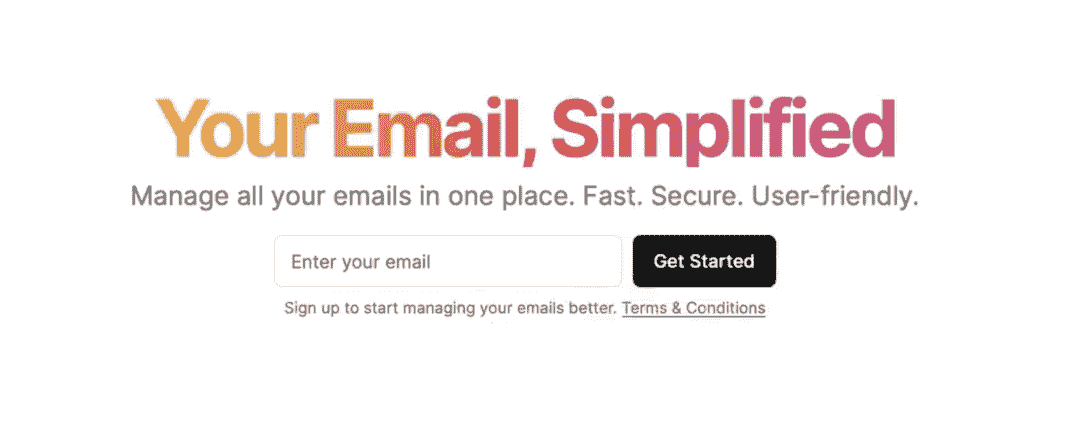 Your Email, Simplified
Manage all your emails in one place. Fast. Secure. User-friendly.
Enter your email
Get Started
Sign up to start managing your emails better. Terms & Conditions